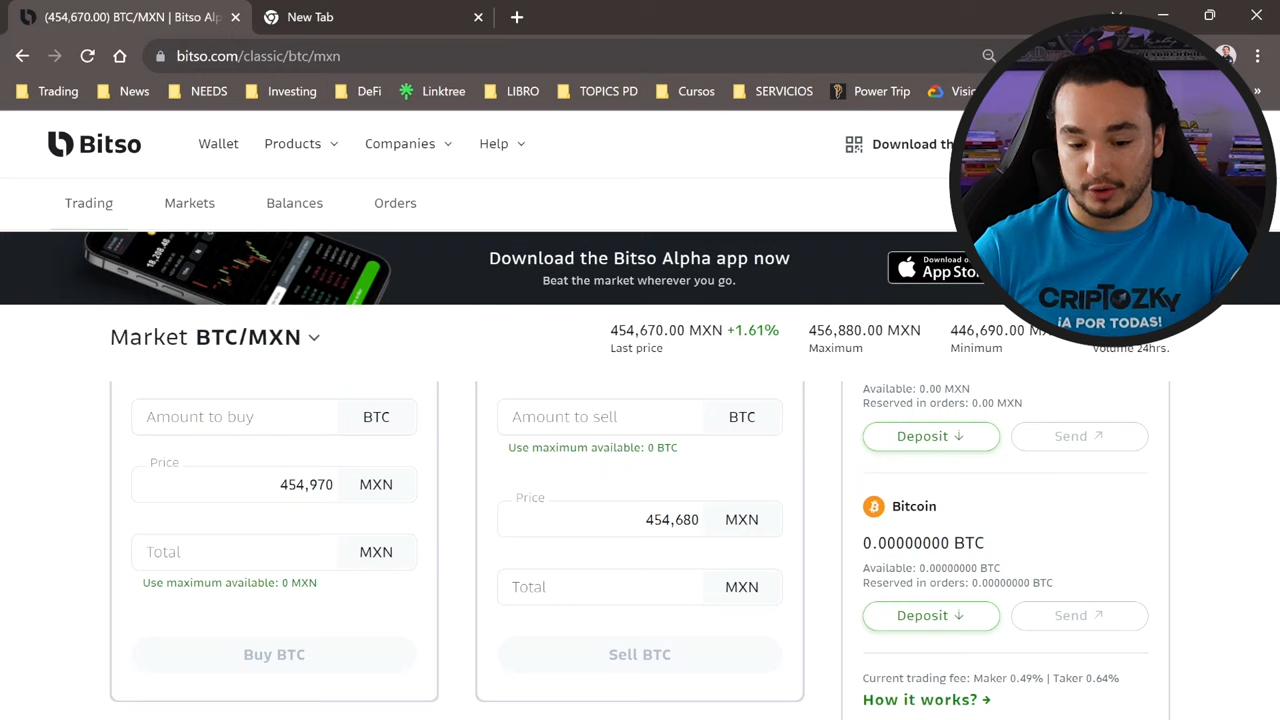 (454,670.00) BTC/MXN | Bitso Alp
New Tab
bitso.com/classic/btc/mxn
Trading
News
NEEDS
Investing
DeFi
Linktree
LIBRO
TOPICS PD
Cursos
SERVICIOS
Power Trip
Bitso
Wallet
Products
Companies
Help
Download
Trading
Markets
Balances
Orders
Download the Bitso Alpha app now
Beat the market wherever you go.
Download on
App Sto
CRIPTOZKY
¡A POR TODAS!
Market BTC/MXN
454,670.00 MXN +1.61%
Last price
456,880.00 MXN
Maximum
446,690.00
Minimum
Volume 24hrs.
Amount to buy
BTC
Price
454,970
MXN
Total
MXN
Use maximum available: 0 MXN
Buy BTC
Amount to sell
BTC
Use maximum available: 0 BTC
Price
454,680
MXN
Total
MXN
Sell BTC
Available: 0.00 MXN
Reserved in orders: 0.00 MXN
Deposit
Send
Bitcoin
0.00000000 BTC
Available: 0.00000000 BTC
Reserved in orders: 0.00000000 BTC
Deposit
Send
Current trading fee: Maker 0.49% | Taker 0.64%
How it works?